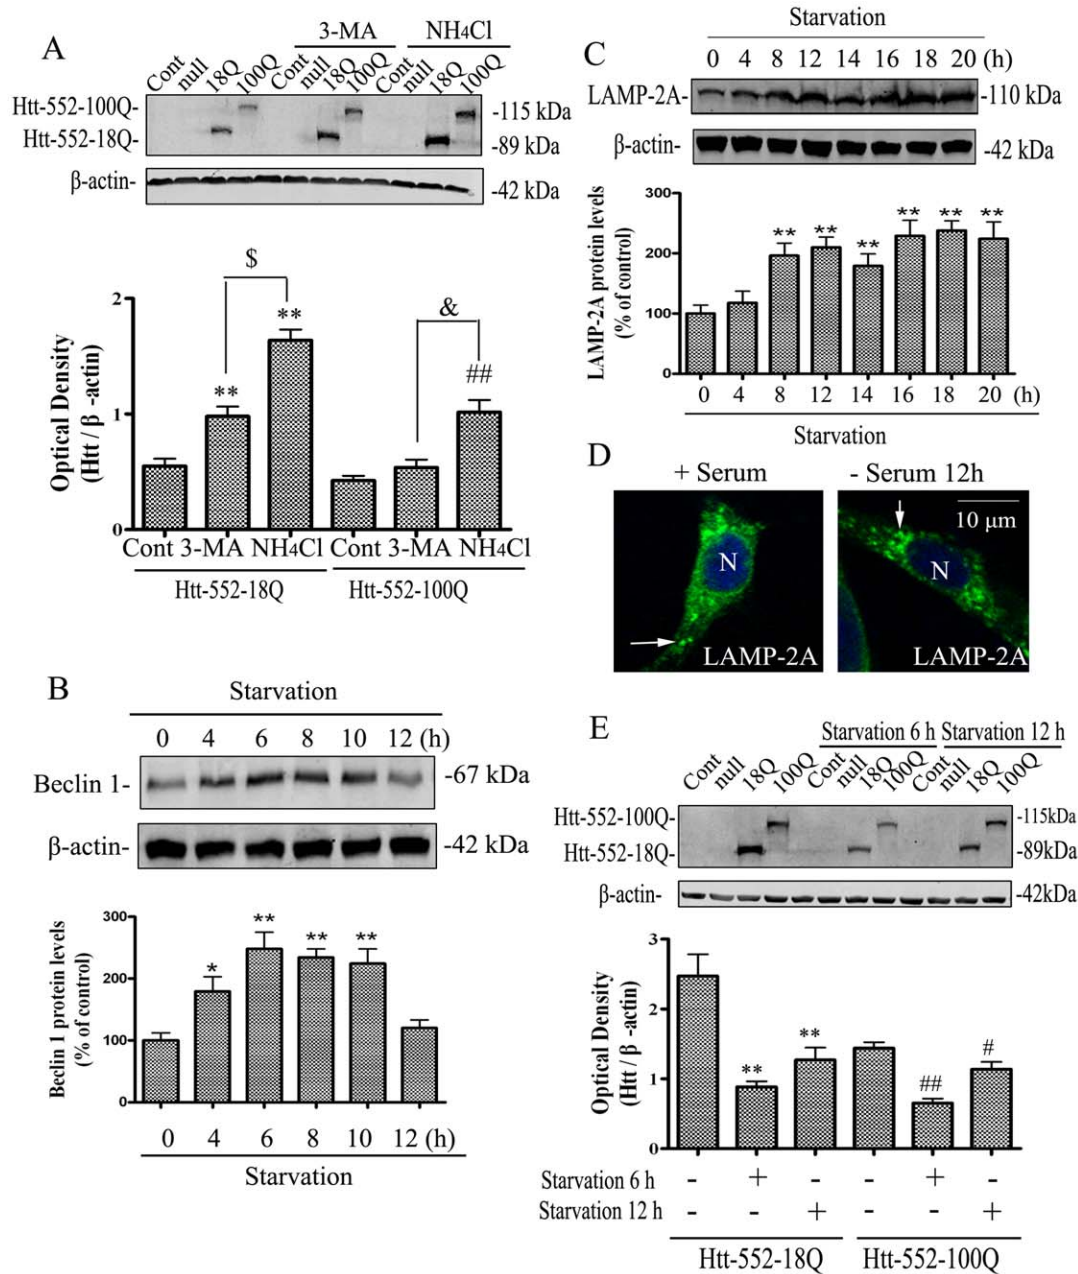 A
3-MA NH4Cl
Cont null 18Q 100Q Cont null 18Q 100Q Cont null 18Q 100Q
Htt-552-100Q- -115 kDa
Htt-552-18Q- -89 kDa
β-actin- -42 kDa
Optical Density
(Htt / β -actin)
2
1
0
$
&
** ** ##
Cont 3-MA NH4Cl Cont 3-MA NH4Cl
Htt-552-18Q Htt-552-100Q
B
Starvation
0 4 6 8 10 12 (h)
Beclin 1- -67 kDa
β-actin- -42 kDa
Beclin 1 protein levels
(% of control)
300
200
100
0
* ** ** **
0 4 6 8 10 12 (h)
Starvation
C
Starvation
0 4 8 12 14 16 18 20 (h)
LAMP-2A- -110 kDa
β-actin- -42 kDa
LAMP-2A protein levels
(% of control)
300
200
100
0
** ** ** ** ** **
0 4 8 12 14 16 18 20 (h)
Starvation
D
+ Serum - Serum 12h
10 μm
N N
LAMP-2A LAMP-2A
E
Starvation 6 h Starvation 12 h
Cont null 18Q 100Q Cont null 18Q 100Q Cont null 18Q 100Q
Htt-552-100Q- -115kDa
Htt-552-18Q- -89kDa
β-actin- -42kDa
Optical Density
(Htt / β -actin)
3
2
1
0
** ** ## #
Starvation 6 h - + - - + -
Starvation 12 h - - + - - +
Htt-552-18Q Htt-552-100Q